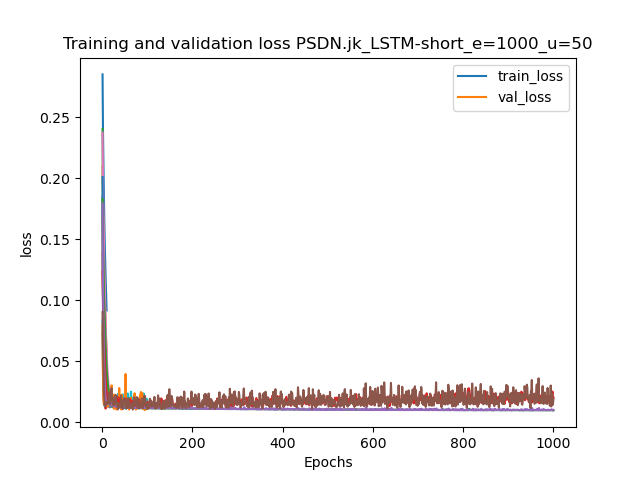 Training and validation loss PSDN.jk_LSTM-short_e=1000_u=50
train_loss
val_loss
0.25
0.20
0.15
0.10
0.05
0.00
loss
0
200
400
600
800
1000
Epochs